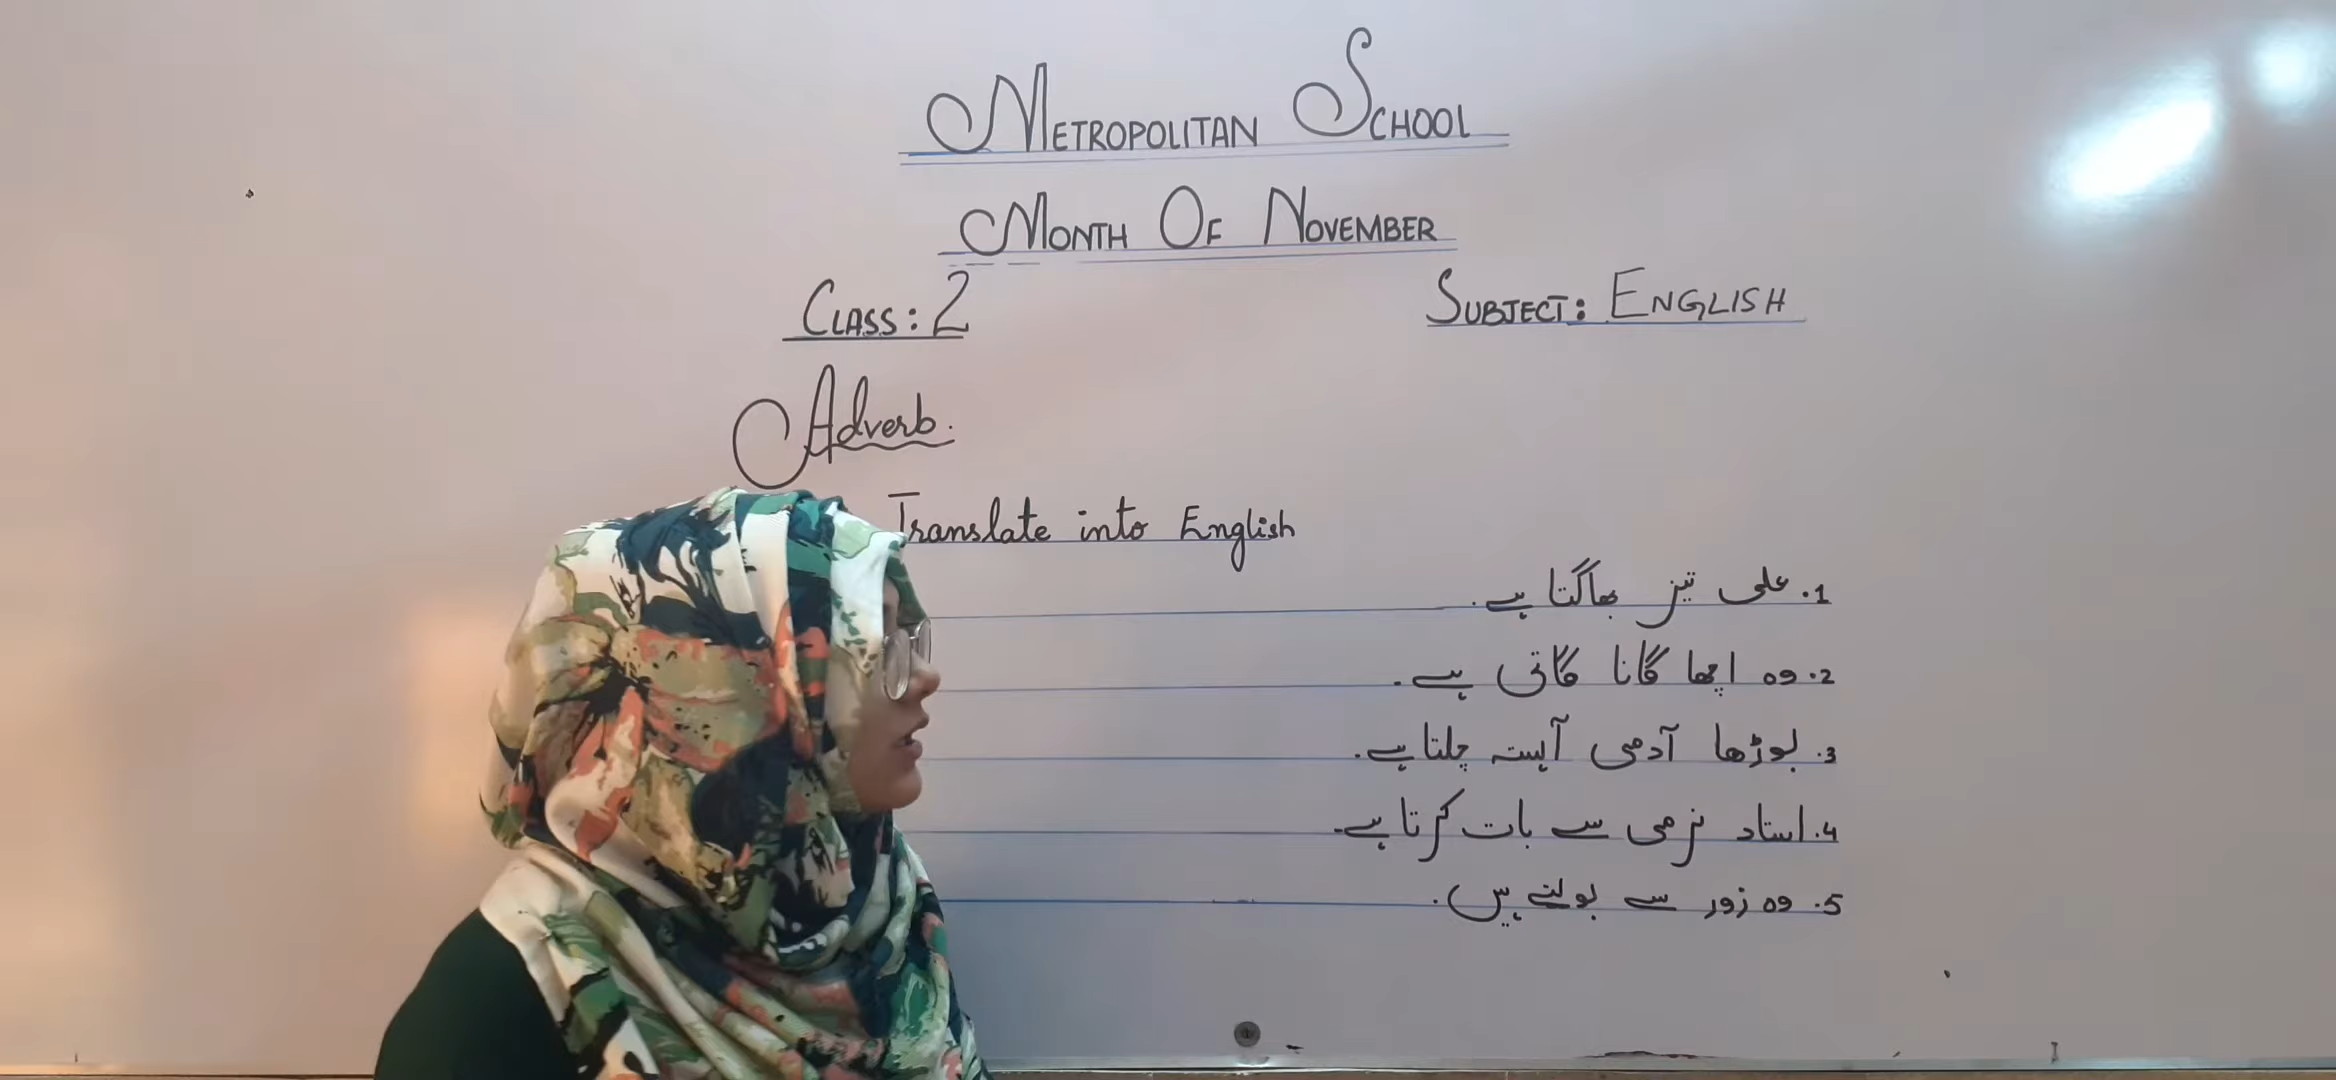 METROPOLITAN SCHOOL
MONTH OF NOVEMBER
CLASS: 2
SUBJECT: ENGLISH
Adverb.
Translate into English
1. علی تیز بھاگتا ہے.
2. وہ اچھا گانا گاتی ہے.
3. بوڑھا آدمی آہستہ چلتا ہے.
4. استاد نرمی سے بات کرتا ہے.
5. وہ زور سے بولتے ہیں.